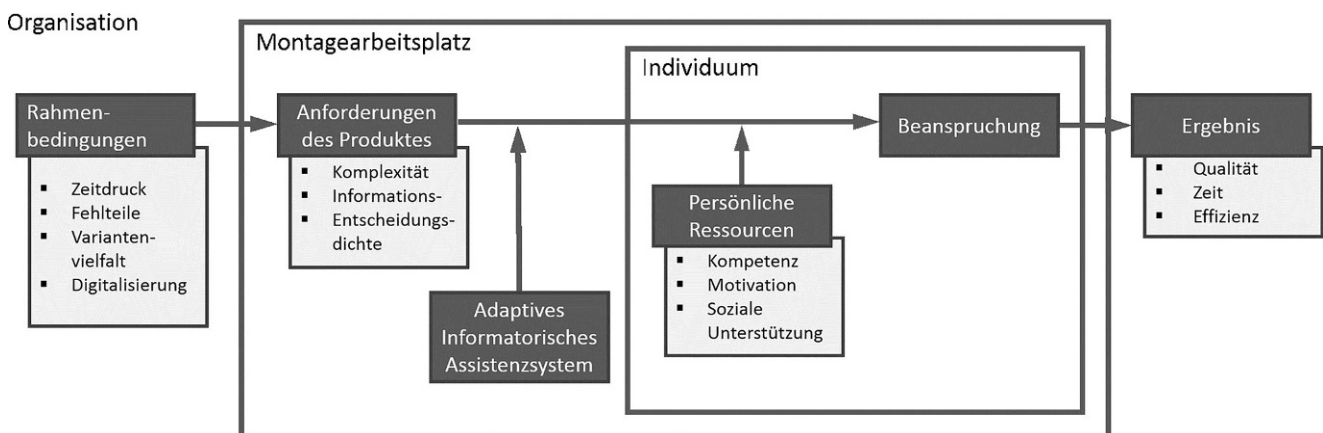 Organisation
Montagearbeitsplatz
Individuum
Rahmen-
bedingungen
▪ Zeitdruck
▪ Fehlteile
▪ Varianten-
vielfalt
▪ Digitalisierung
Anforderungen
des Produktes
▪ Komplexität
▪ Informations-
▪ Entscheidungs-
dichte
Adaptives
Informatorisches
Assistenzsystem
Persönliche
Ressourcen
▪ Kompetenz
▪ Motivation
▪ Soziale
Unterstützung
Beanspruchung
Ergebnis
▪ Qualität
▪ Zeit
▪ Effizienz